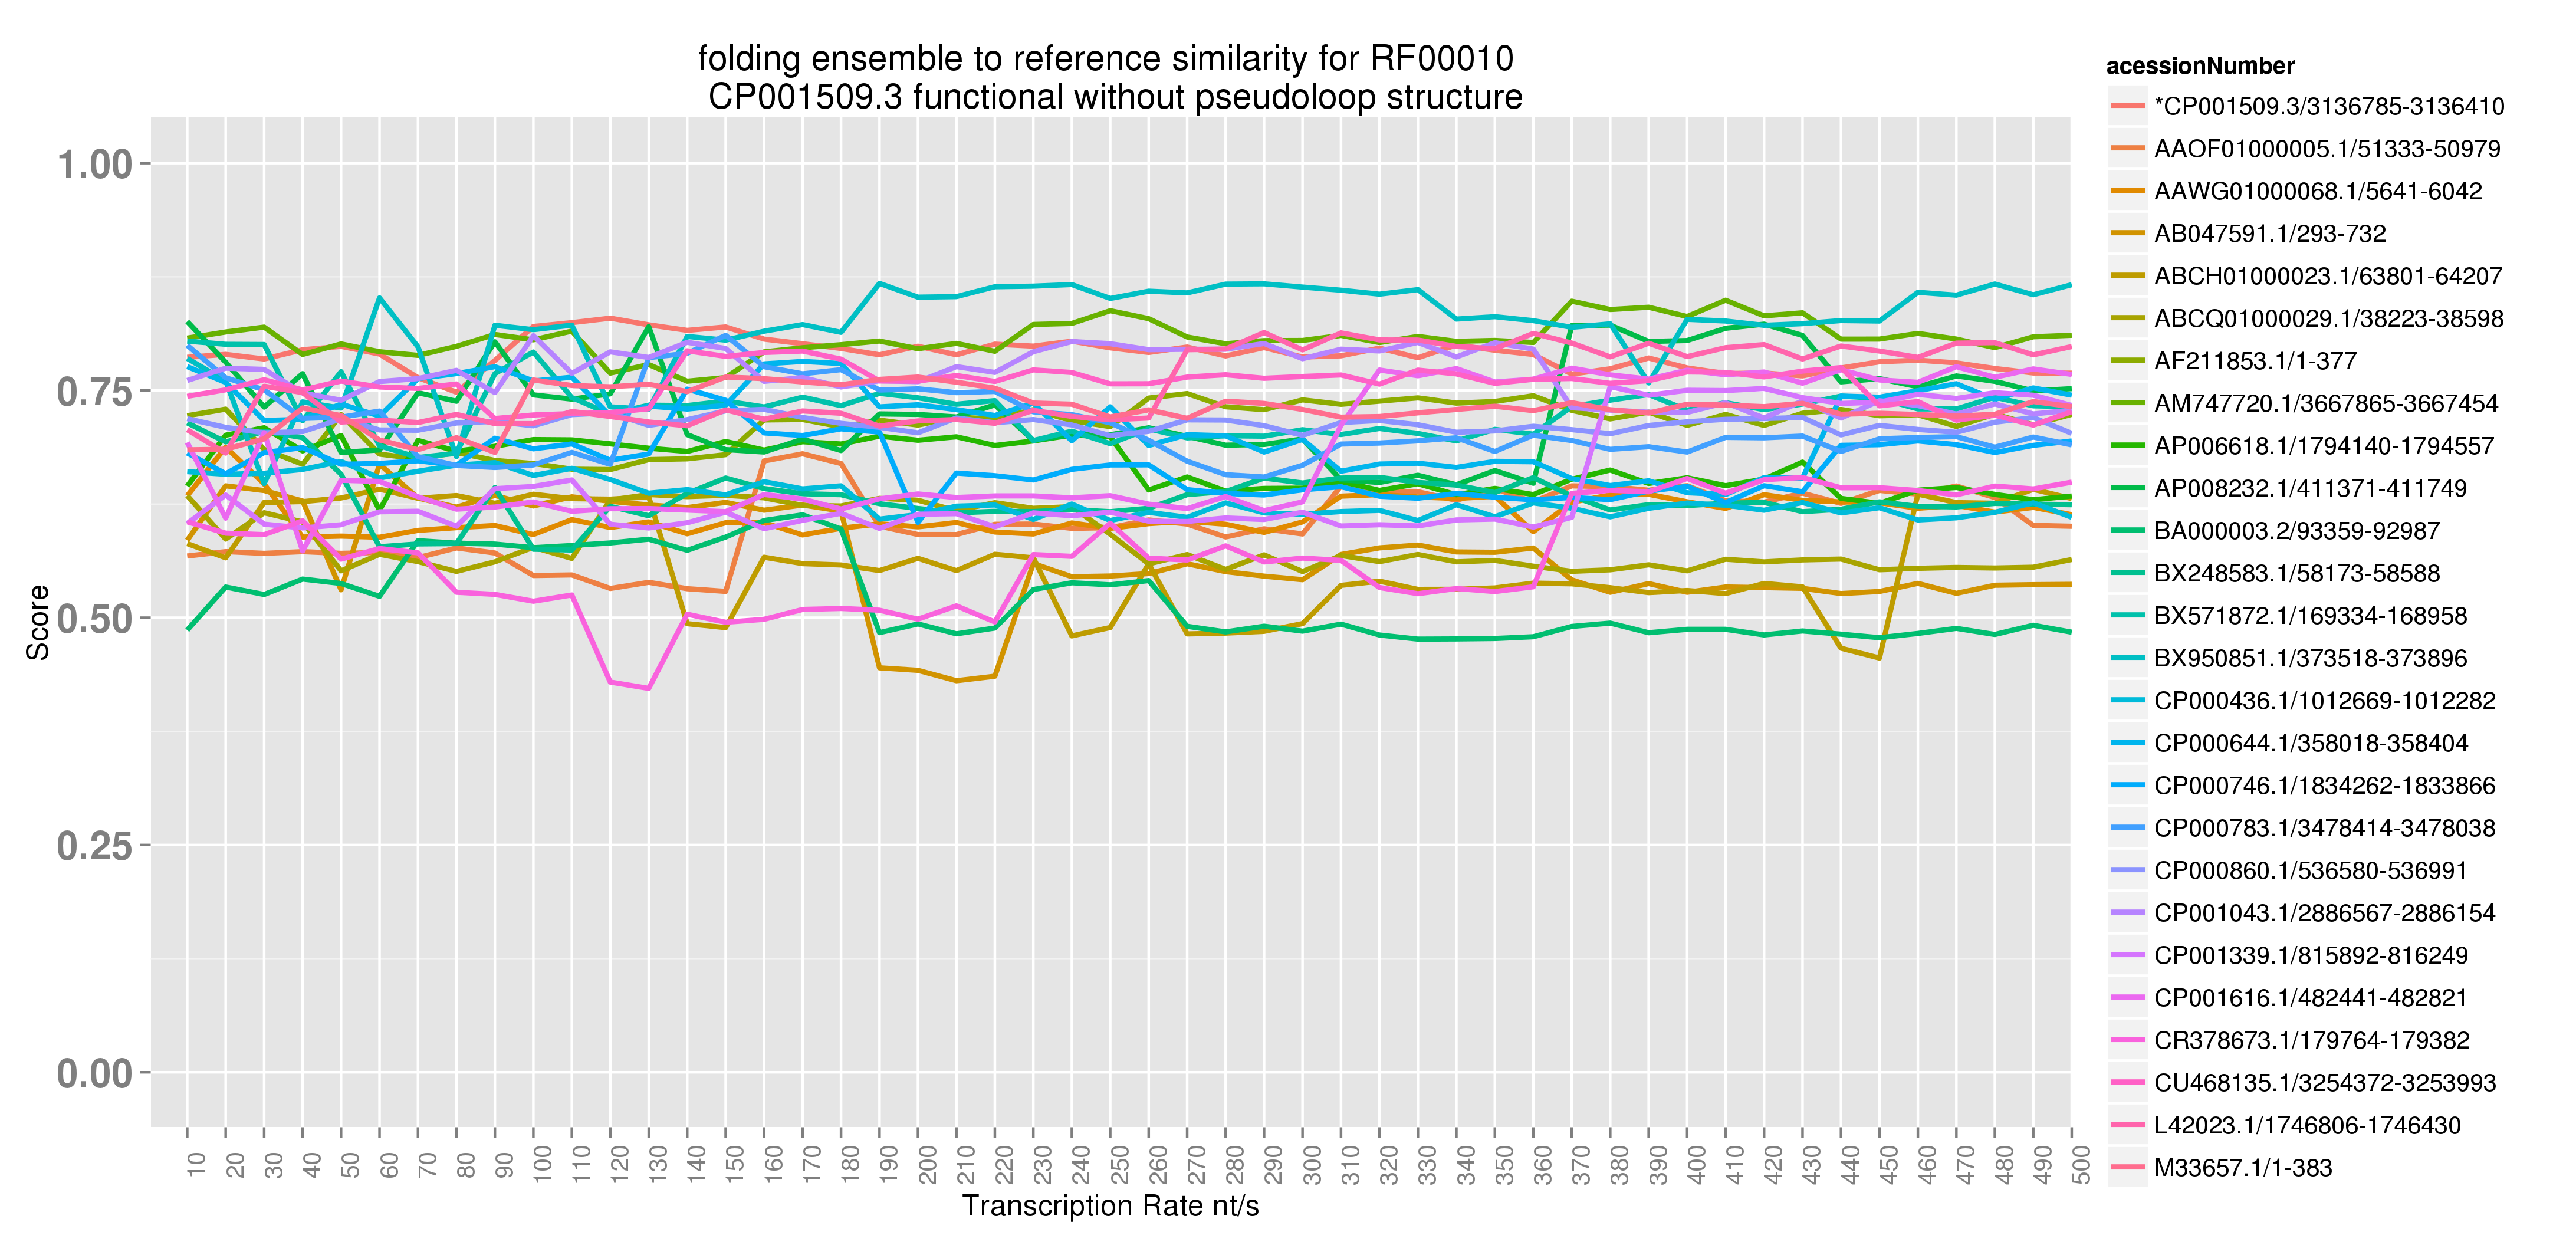 folding ensemble to reference similarity for RF00010
CP001509.3 functional without pseudoloop structure
acessionNumber
*CP001509.3/3136785-3136410
AAOF01000005.1/51333-50979
AAWG01000068.1/5641-6042
AB047591.1/293-732
ABCH01000023.1/63801-64207
ABCQ01000029.1/38223-38598
AF211853.1/1-377
AM747720.1/3667865-3667454
AP006618.1/1794140-1794557
AP008232.1/411371-411749
BA000003.2/93359-92987
BX248583.1/58173-58588
BX571872.1/169334-168958
BX950851.1/373518-373896
CP000436.1/1012669-1012282
CP000644.1/358018-358404
CP000746.1/1834262-1833866
CP000783.1/3478414-3478038
CP000860.1/536580-536991
CP001043.1/2886567-2886154
CP001339.1/815892-816249
CP001616.1/482441-482821
CR378673.1/179764-179382
CU468135.1/3254372-3253993
L42023.1/1746806-1746430
M33657.1/1-383
Score
1.00
0.75
0.50
0.25
0.00
10 20 30 40 50 60 70 80 90 100 110 120 130 140 150 160 170 180 190 200 210 220 230 240 250 260 270 280 290 300 310 320 330 340 350 360 370 380 390 400 410 420 430 440 450 460 470 480 490 500
Transcription Rate nt/s